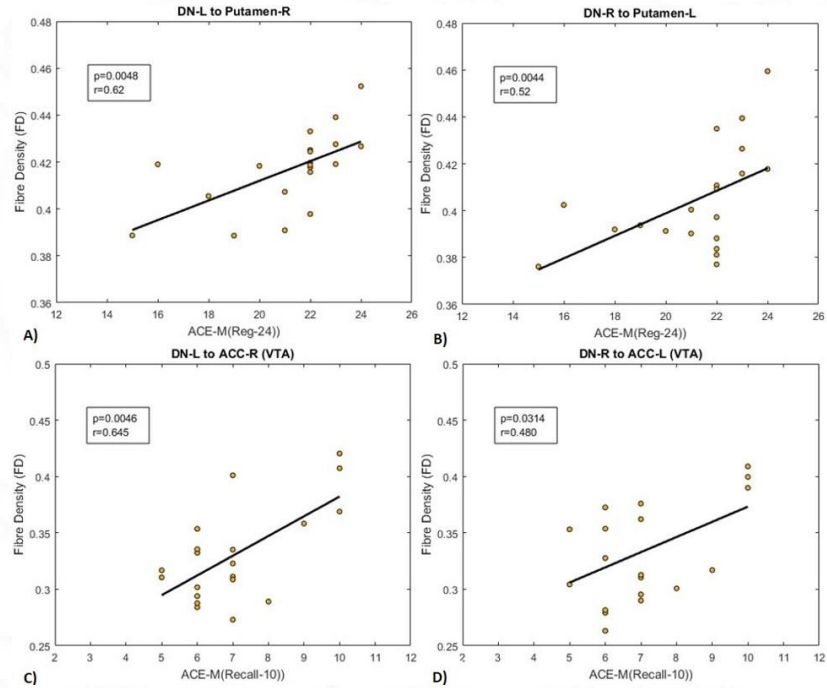 DN-L to Putamen-R
0.48
0.46
0.44
0.42
0.4
0.38
0.36
Fibre Density (FD)
p=0.0048
r=0.62
12 14 16 18 20 22 24 26
ACE-M(Reg-24))
A)
DN-R to Putamen-L
0.48
0.46
0.44
0.42
0.4
0.38
0.36
Fibre Density (FD)
p=0.0044
r=0.52
12 14 16 18 20 22 24 26
ACE-M(Reg-24))
B)
DN-L to ACC-R (VTA)
0.5
0.45
0.4
0.35
0.3
0.25
Fibre Density (FD)
p=0.0046
r=0.645
2 3 4 5 6 7 8 9 10 11 12
ACE-M(Recall-10))
C)
DN-R to ACC-L (VTA)
0.5
0.45
0.4
0.35
0.3
0.25
Fibre Density (FD)
p=0.0314
r=0.480
2 3 4 5 6 7 8 9 10 11 12
ACE-M(Recall-10))
D)